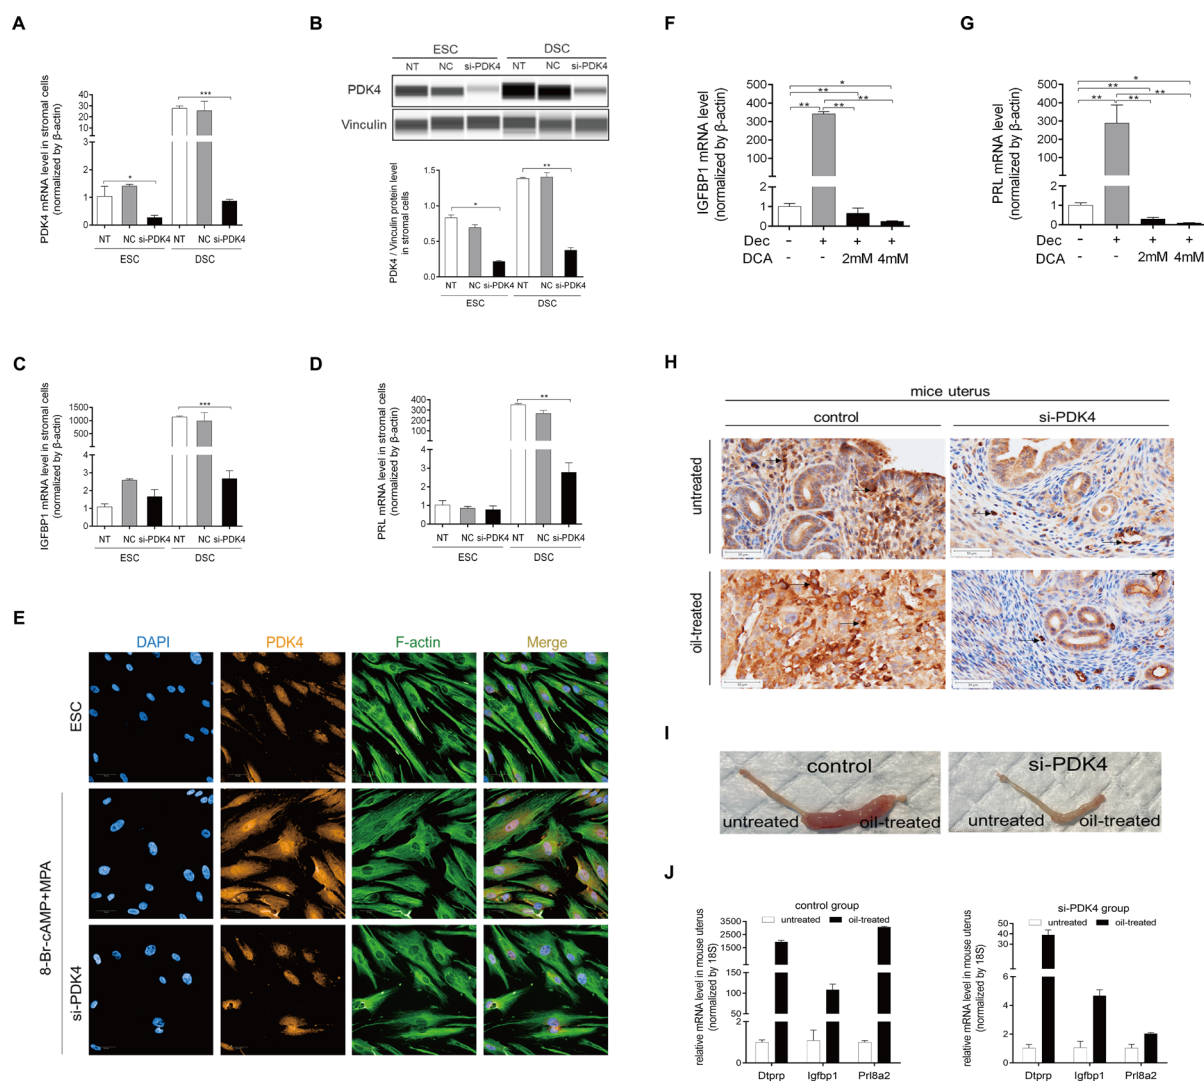 A
PDK4 mRNA level in stromal cells
(normalized by β-actin)
40
30
20
10
2
1
0
*
***
NT NC si-PDK4 NT NC si-PDK4
ESC DSC
B
ESC DSC
NT NC si-PDK4 NT NC si-PDK4
PDK4
Vinculin
PDK4 / Vinculin protein level
in stromal cells
1.5
1.0
0.5
0.0
*
**
NT NC si-PDK4 NT NC si-PDK4
ESC DSC
F
IGFBP1 mRNA level
(normalized by β-actin)
500
400
300
200
100
2
1
0
*
**
** **
**
Dec - + + +
DCA - - 2mM 4mM
G
PRL mRNA level
(normalized by β-actin)
500
400
300
200
100
2
1
0
*
**
**
** **
Dec - + + +
DCA - - 2mM 4mM
C
IGFBP1 mRNA level in stromal cells
(normalized by β-actin)
1500
1000
500
4
3
2
1
0
***
NT NC si-PDK4 NT NC si-PDK4
ESC DSC
D
PRL mRNA level in stromal cells
(normalized by β-actin)
400
300
200
100
4
3
2
1
0
**
NT NC si-PDK4 NT NC si-PDK4
ESC DSC
H
mice uterus
control si-PDK4
untreated
oil-treated
E
DAPI PDK4 F-actin Merge
ESC
8-Br-cAMP+MPA
si-PDK4
I
control
untreated oil-treated
si-PDK4
untreated oil-treated
J
control group
untreated oil-treated
relative mRNA level in mouse uterus
(normalized by 18S)
3500
2500
1500
150
100
50
2
0
Dtprp Igfbp1 Prl8a2
si-PDK4 group
untreated oil-treated
relative mRNA level in mouse uterus
(normalized by 18S)
50
40
30
6
4
2
0
Dtprp Igfbp1 Prl8a2